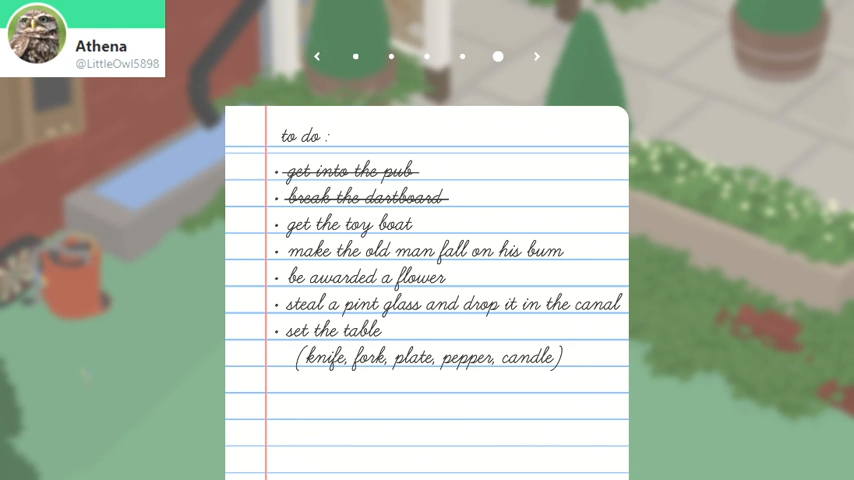 Athena
@LittleOwl5898
to do :
• get into the pub
• break the dartboard
• get the toy boat
• make the old man fall on his bum
• be awarded a flower
• steal a pint glass and drop it in the canal
• set the table
(knife, fork, plate, pepper, candle)